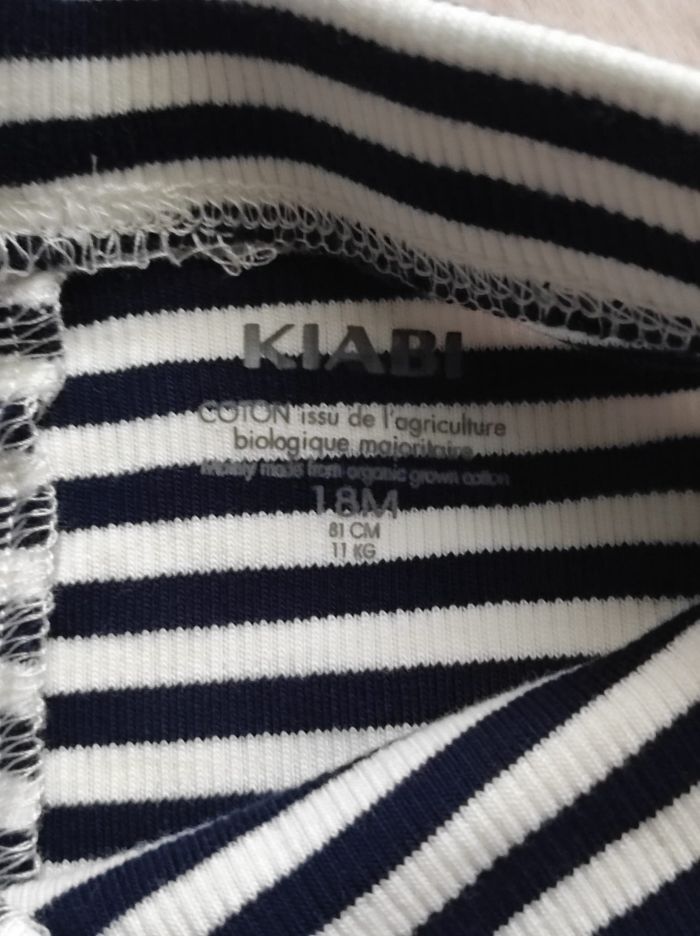 KIABI
COTON issu de l'agriculture
biologique majoritaire
Mainly made from organic grown cotton
18M
81 CM
11 KG